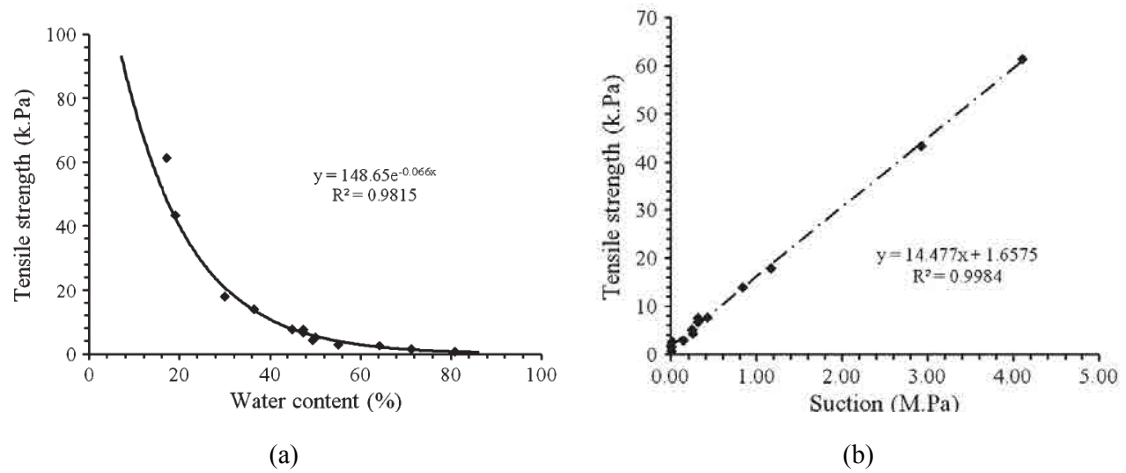 100
80
60
40
20
0
0 20 40 60 80 100
Tensile strength (k.Pa)
Water content (%)
y = 148.65e^-0.066x
R² = 0.9815
(a)
70
60
50
40
30
20
10
0
0.00 1.00 2.00 3.00 4.00 5.00
Tensile strength (k.Pa)
Suction (M.Pa)
y = 14.477x + 1.6575
R² = 0.9984
(b)